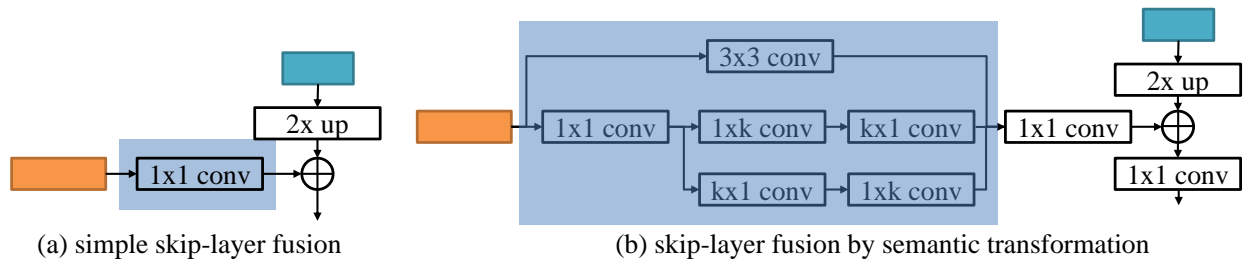 2x up
1x1 conv
(a) simple skip-layer fusion
3x3 conv
1x1 conv
1xk conv
kx1 conv
kx1 conv
1xk conv
1x1 conv
2x up
1x1 conv
(b) skip-layer fusion by semantic transformation